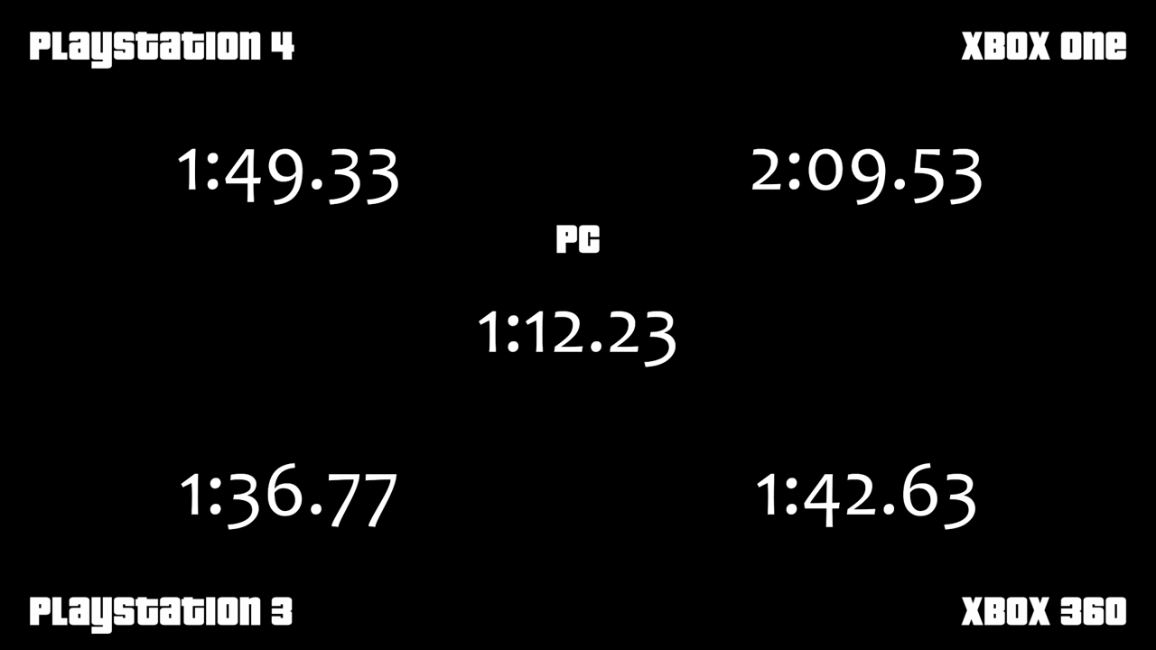 PLAYSTATION 4
XBOX ONE
1:49.33
2:09.53
PC
1:12.23
1:36.77
1:42.63
PLAYSTATION 3
XBOX 360